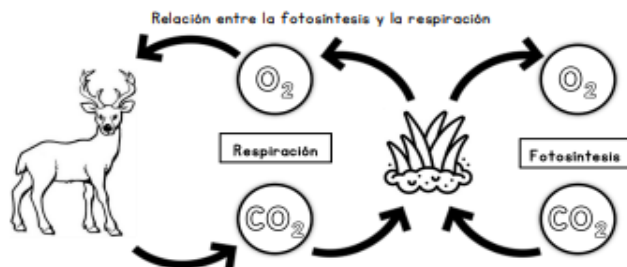 Relación entre la fotosíntesis y la respiración
O₂
O₂
Respiración
Fotosíntesis
CO₂
CO₂